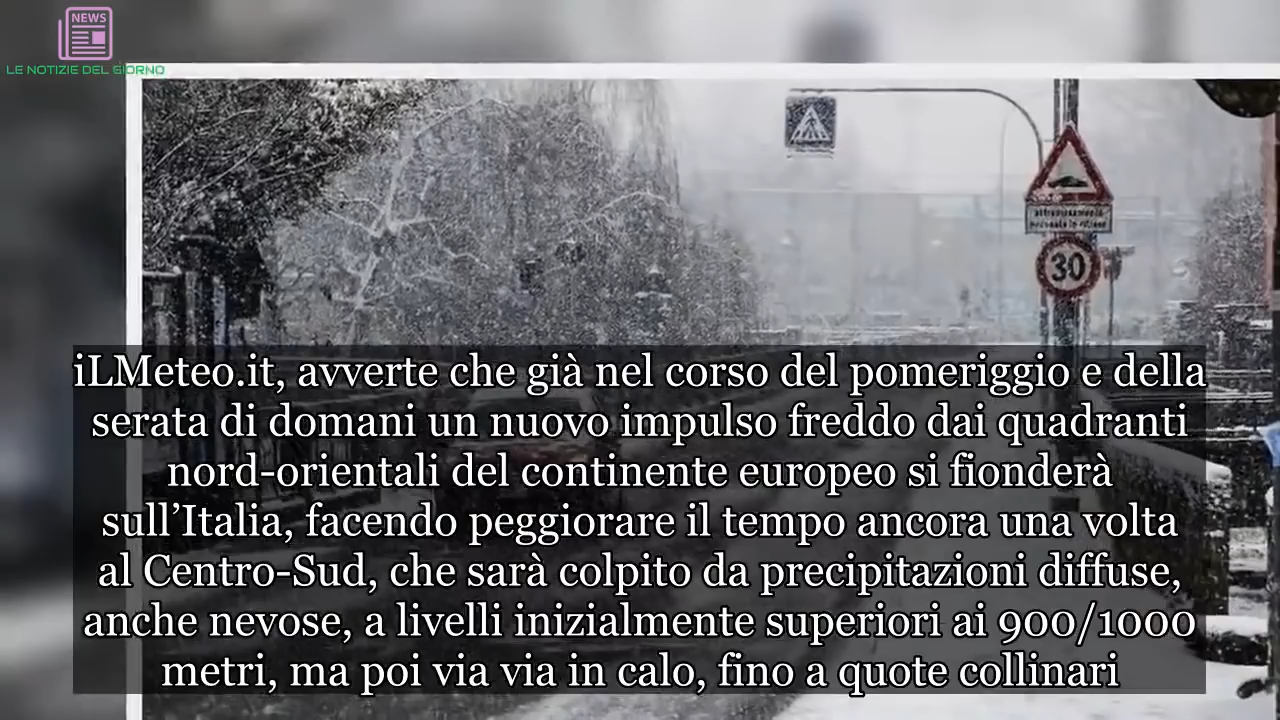 NEWS
LE NOTIZIE DEL GIORNO
30
iLMeteo.it, avverte che già nel corso del pomeriggio e della
serata di domani un nuovo impulso freddo dai quadranti
nord-orientali del continente europeo si fionderà
sull’Italia, facendo peggiorare il tempo ancora una volta
al Centro-Sud, che sarà colpito da precipitazioni diffuse,
anche nevose, a livelli inizialmente superiori ai 900/1000
metri, ma poi via via in calo, fino a quote collinari